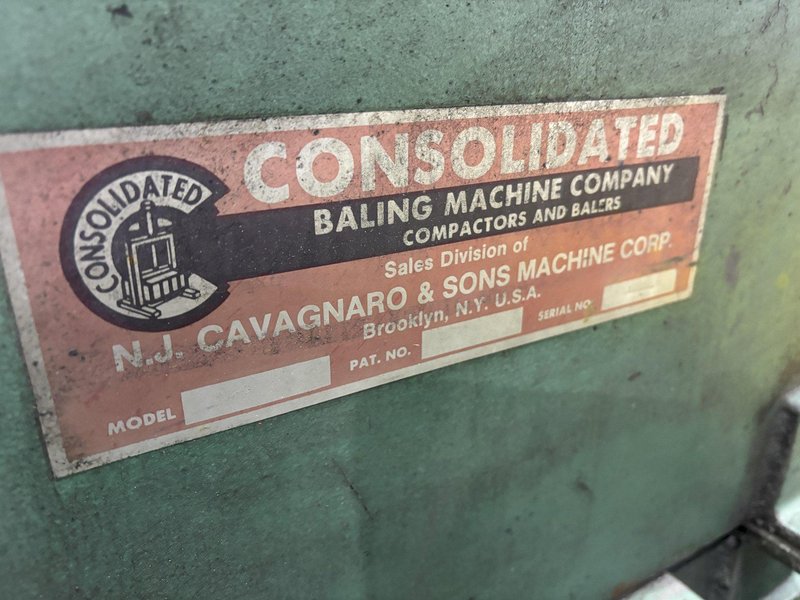 CONSOLIDATED
CONSOLIDATED
BALING MACHINE COMPANY
COMPACTORS AND BALERS
Sales Division of
N.J. CAVAGNARO & SONS MACHINE CORP.
Brooklyn, N.Y. U.S.A.
MODEL PAT. NO. SERIAL NO.